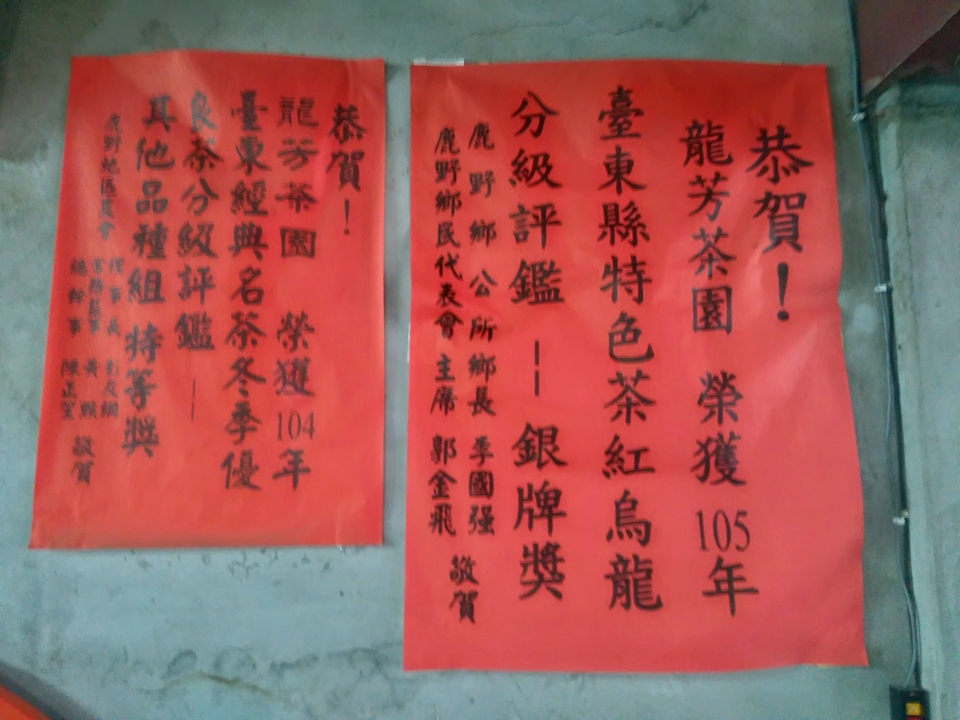 恭賀!
龍芳茶園 榮獲 105年
臺東縣特色茶紅烏龍
分級評鑑——銀牌獎
鹿野鄉公所鄉長 李國强
鹿野鄉民代表會主席 郭金飛
敬賀
恭賀!
龍芳茶園 榮獲104年
臺東經典名茶冬季優
良茶分級評鑑—
其他品種組 特等獎
鹿野地區農會
理事長
常務監事
總幹事 陳正
敬賀